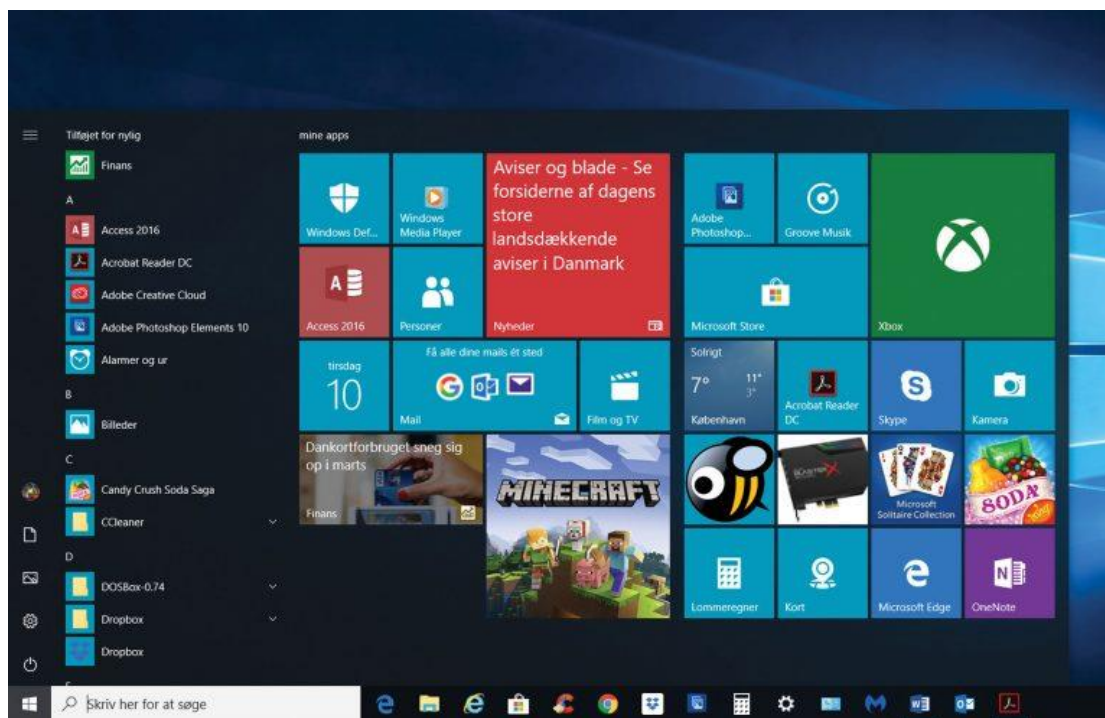 Tilføjet for nylig
Finans
A
Access 2016
Acrobat Reader DC
Adobe Creative Cloud
Adobe Photoshop Elements 10
Alarmer og ur
B
Billeder
C
Candy Crush Soda Saga
CCleaner
D
DOSBox-0.74
Dropbox
Dropbox
mine apps
Windows Def...
Windows
Media Player
Aviser og blade - Se
forsiderne af dagens
store
landsdækkende
aviser i Danmark
Nyheder
Access 2016
Personer
tirsdag
10
Få alle dine mails ét sted
Mail
Film og TV
Dankortforbruget sneg sig
op i marts
Finans
MINECRAFT
Adobe
Photoshop...
Groove Musik
Xbox
Microsoft Store
Solrigt
7° 11°
3°
København
Acrobat Reader
DC
Skype
Kamera
Microsoft
Solitaire Collection
SODA
Lommeregner
Kort
Microsoft Edge
OneNote
Skriv her for at søge